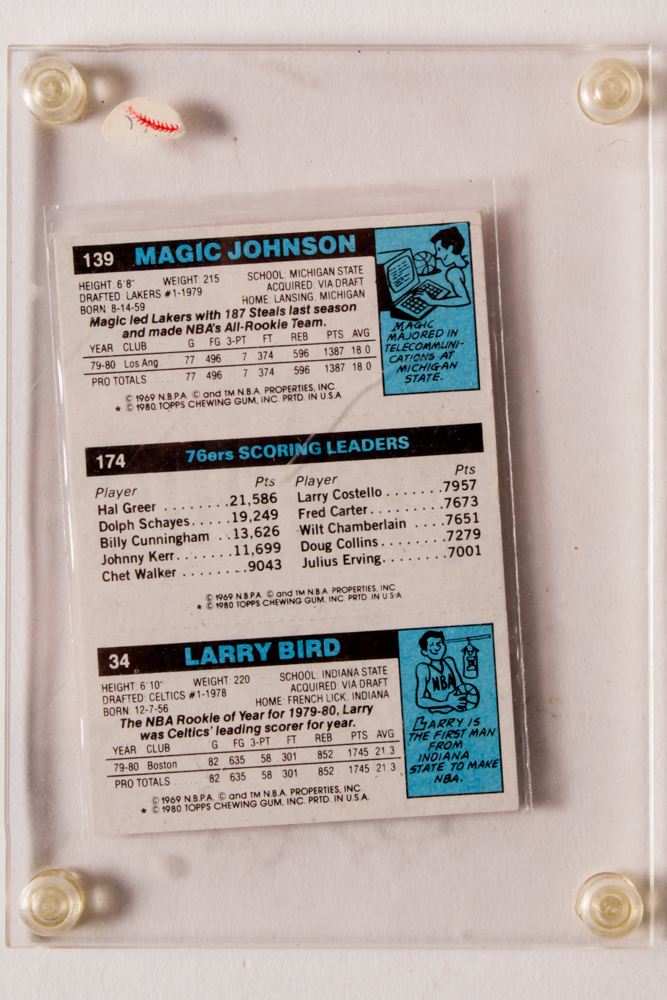 139 MAGIC JOHNSON
HEIGHT: 6'8" WEIGHT: 215 SCHOOL: MICHIGAN STATE
DRAFTED: LAKERS #1-1979 ACQUIRED: VIA DRAFT
BORN: 8-14-59 HOME: LANSING, MICHIGAN
Magic led Lakers with 187 Steals last season
and made NBA's All-Rookie Team.
YEAR CLUB G FG 3-PT FT REB PTS AVG
79-80 Los Ang. 77 496 7 374 596 1387 18.0
PRO TOTALS 77 496 7 374 596 1387 18.0
© 1969 N.B.P.A. © and TM N.B.A. PROPERTIES, INC.
★ © 1980 TOPPS CHEWING GUM, INC. PRTD. IN U.S.A.
MAGIC
MAJORED IN
TELECOMMUNI-
CATIONS AT
MICHIGAN
STATE.
174 76ers SCORING LEADERS
Player Pts Player Pts
Hal Greer ........21,586 Larry Costello .......7957
Dolph Schayes.....19,249 Fred Carter.........7673
Billy Cunningham ..13,626 Wilt Chamberlain ....7651
Johnny Kerr.......11,699 Doug Collins........7279
Chet Walker ........9043 Julius Erving........7001
© 1969 N.B.P.A. © and TM N.B.A. PROPERTIES, INC.
★ © 1980 TOPPS CHEWING GUM, INC. PRTD. IN U.S.A.
34 LARRY BIRD
HEIGHT: 6'10" WEIGHT: 220 SCHOOL: INDIANA STATE
DRAFTED: CELTICS #1-1978 ACQUIRED: VIA DRAFT
BORN: 12-7-56 HOME: FRENCH LICK, INDIANA
The NBA Rookie of Year for 1979-80, Larry
was Celtics' leading scorer for year.
YEAR CLUB G FG 3-PT FT REB PTS AVG
79-80 Boston 82 635 58 301 852 1745 21.3
PRO TOTALS 82 635 58 301 852 1745 21.3
© 1969 N.B.P.A. © and TM N.B.A. PROPERTIES, INC.
★ © 1980 TOPPS CHEWING GUM, INC. PRTD. IN U.S.A.
NBA
LARRY IS
THE FIRST MAN
FROM
INDIANA
STATE TO MAKE
NBA.